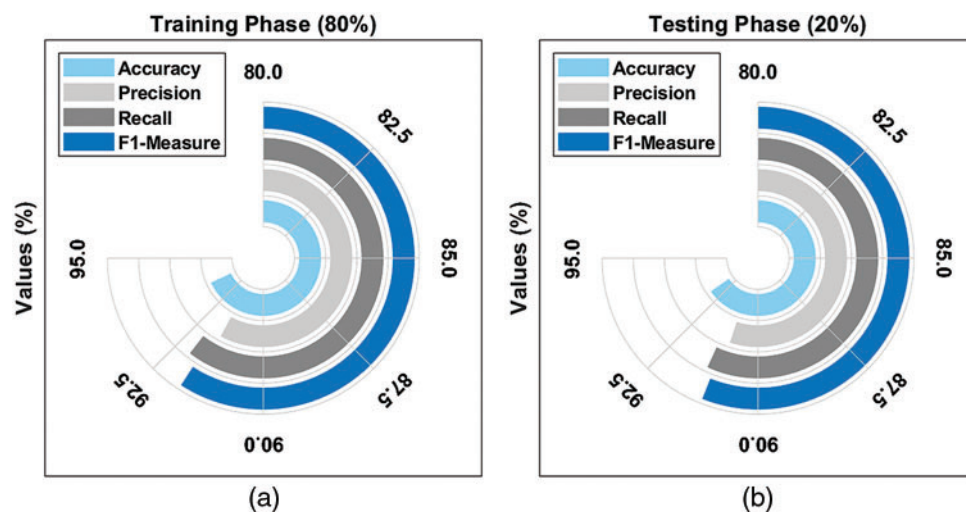 Training Phase (80%)
Accuracy
Precision
Recall
F1-Measure
80.0
82.5
85.0
87.5
90.0
92.5
95.0
Values (%)
(a)
Testing Phase (20%)
Accuracy
Precision
Recall
F1-Measure
80.0
82.5
85.0
87.5
90.0
92.5
95.0
Values (%)
(b)